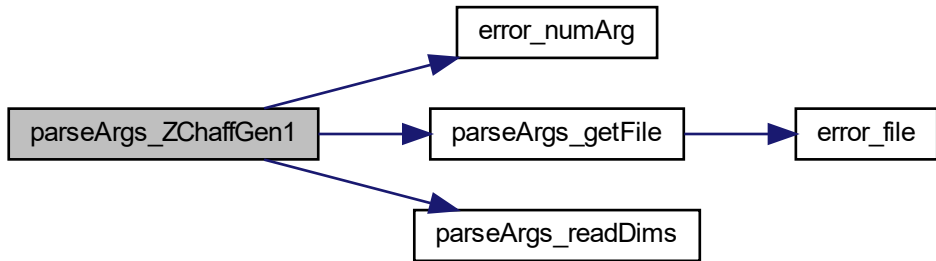 error_numArg
parseArgs_ZChaffGen1
parseArgs_getFile
error_file
parseArgs_readDims